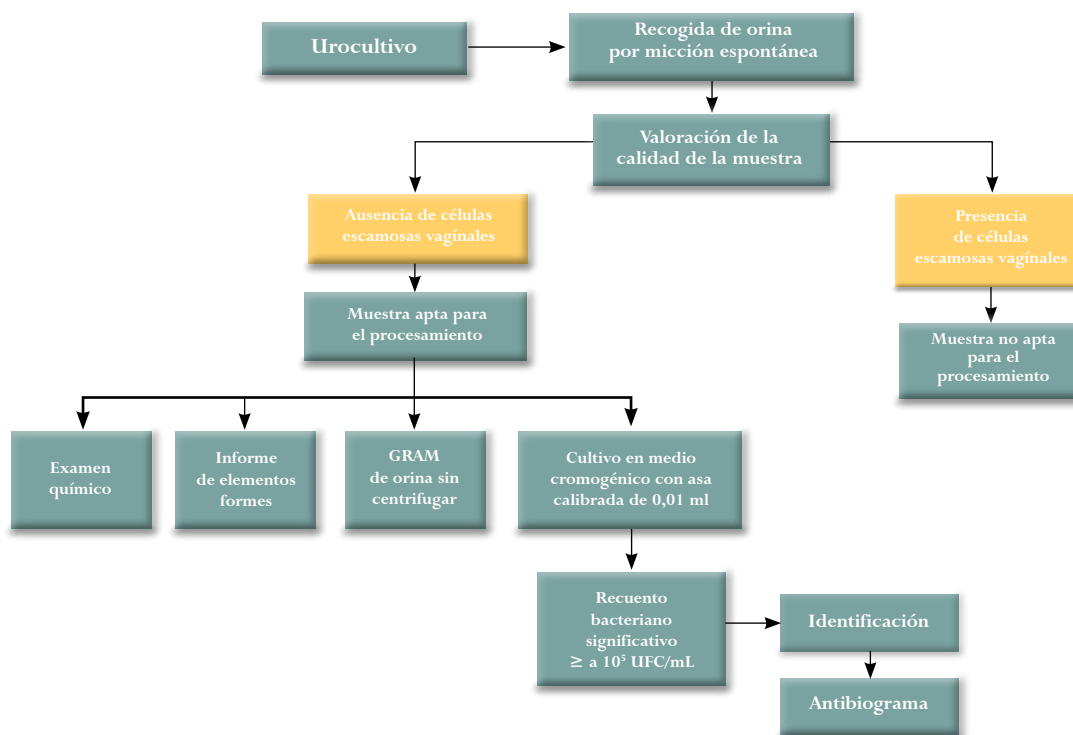 Urocultivo
Recogida de orina
por micción espontánea
Valoración de la
calidad de la muestra
Ausencia de células
escamosas vagínales
Presencia
de células
escamosas vagínales
Muestra apta para
el procesamiento
Muestra no apta
para el
procesamiento
Examen
químico
Informe
de elementos
formes
GRAM
de orina sin
centrifugar
Cultivo en medio
cromogénico con asa
calibrada de 0,01 ml
Recuento
bacteriano
significativo
≥ a 10⁵ UFC/mL
Identificación
Antibiograma